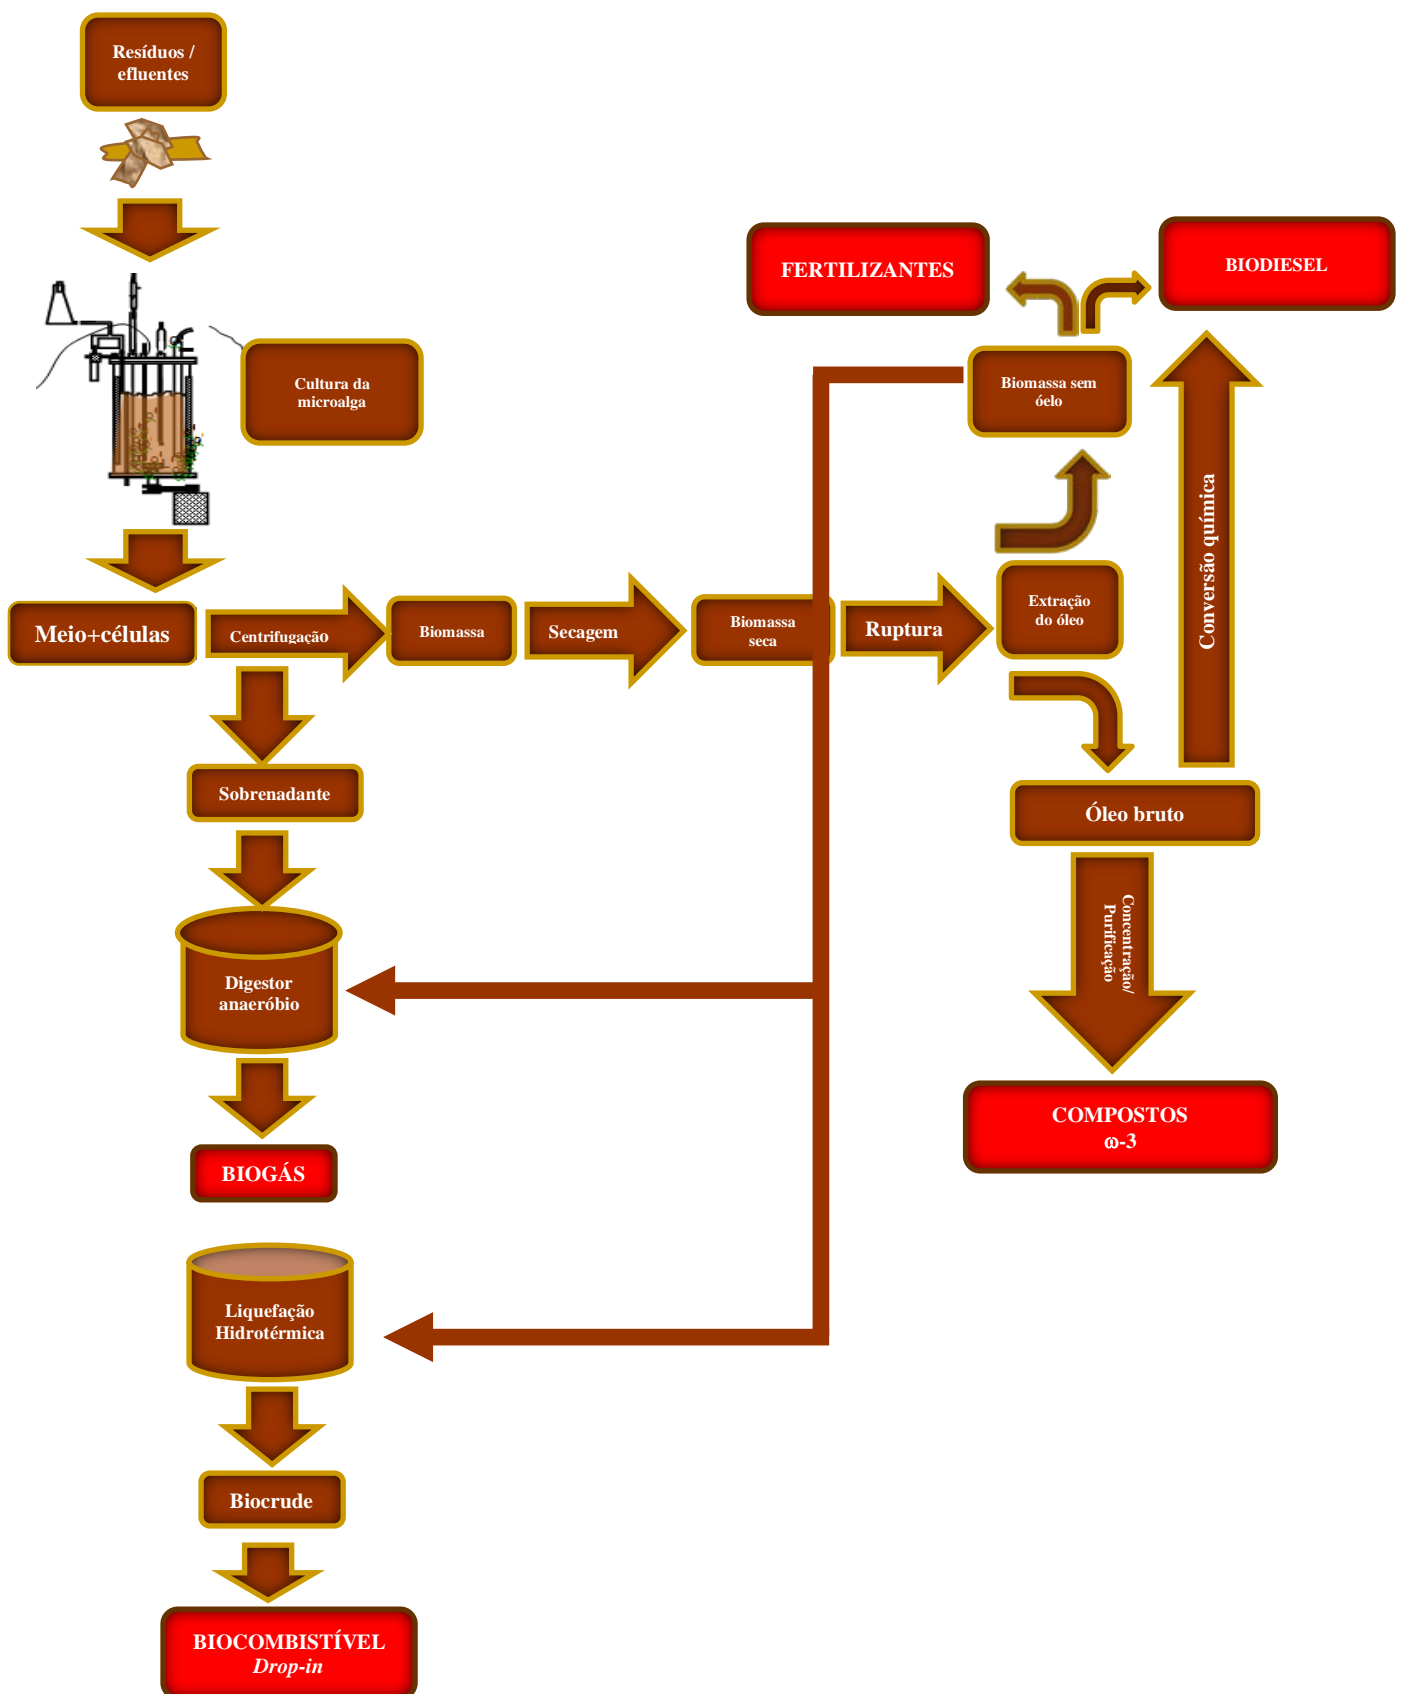 Resíduos /
efluentes
FERTILIZANTES
BIODIESEL
Cultura da
microalga
Biomassa sem
óelo
Conversão química
Meio+células
Centrifugação
Biomassa
Secagem
Biomassa
seca
Ruptura
Extração
do óleo
Sobrenadante
Óleo bruto
Concentração/
Purificação
Digestor
anaeróbio
COMPOSTOS
ω-3
BIOGÁS
Liquefação
Hidrotérmica
Biocrude
BIOCOMBISTÍVEL
Drop-in